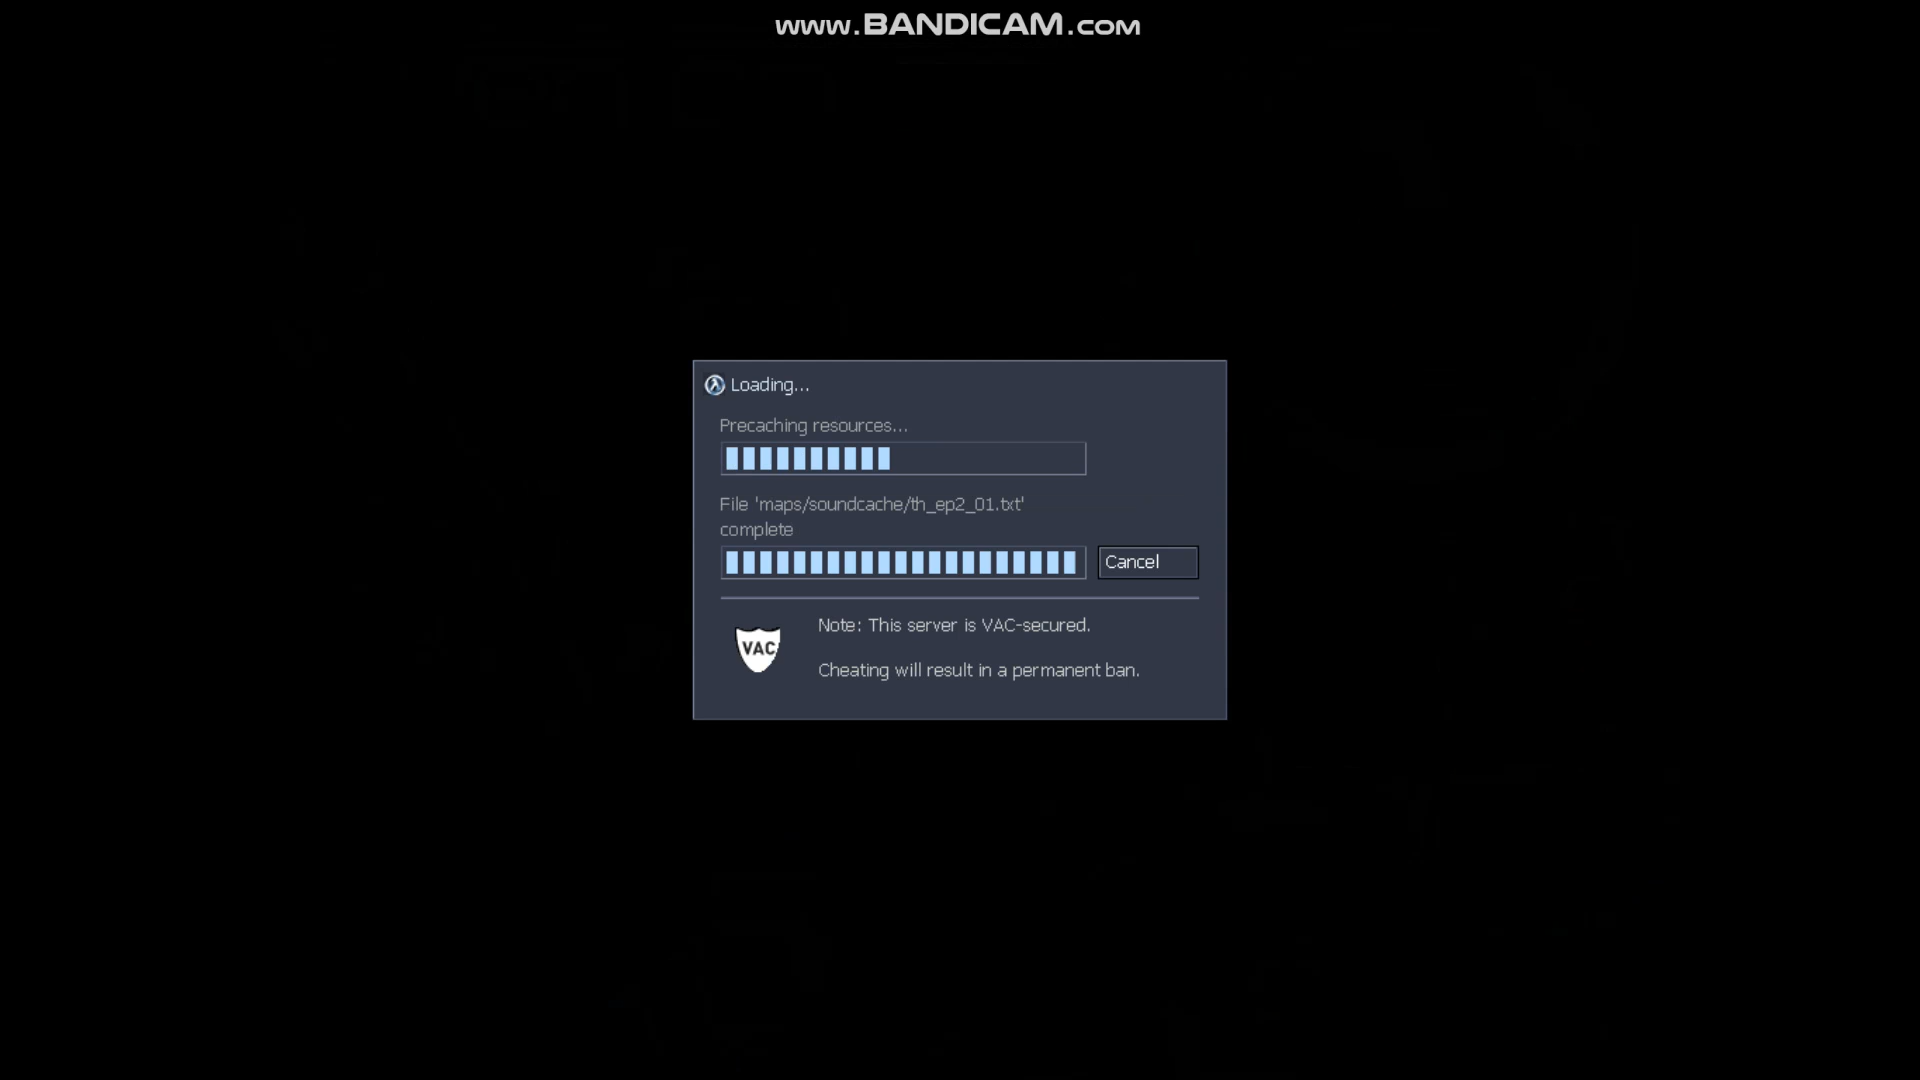 www.BANDICAM.com
Loading...
Precaching resources...
File 'maps/soundcache/th_ep2_01.txt'
complete
Cancel
VAC
Note: This server is VAC-secured.
Cheating will result in a permanent ban.